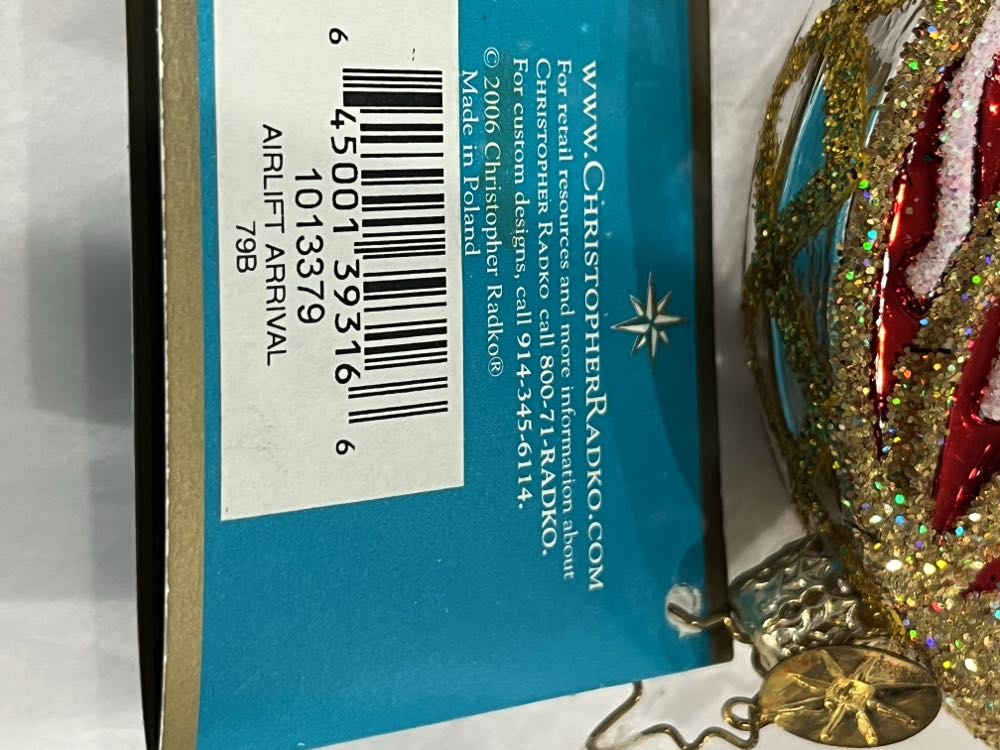 www.ChristopherRadko.com
For retail resources and more information about
Christopher Radko call 800-71-RADKO.
For custom designs, call 914-345-6114.
© 2006 Christopher Radko®
Made in Poland
6 45001 39316 6
1013379
AIRLIFT ARRIVAL
79B